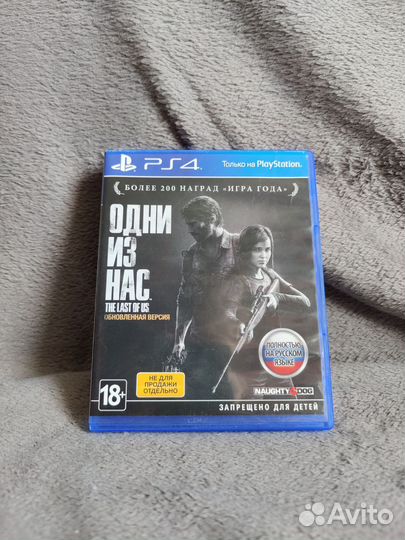 PS4
Только на PlayStation.
БОЛЕЕ 200 НАГРАД «ИГРА ГОДА»
ОДНИ
ИЗ
НАС
THE LAST OF US
ОБНОВЛЕННАЯ ВЕРСИЯ
ПОЛНОСТЬЮ
НА РУССКОМ
ЯЗЫКЕ
НЕ ДЛЯ
ПРОДАЖИ
ОТДЕЛЬНО
18+
NAUGHTY DOG
ЗАПРЕЩЕНО ДЛЯ ДЕТЕЙ
Avito